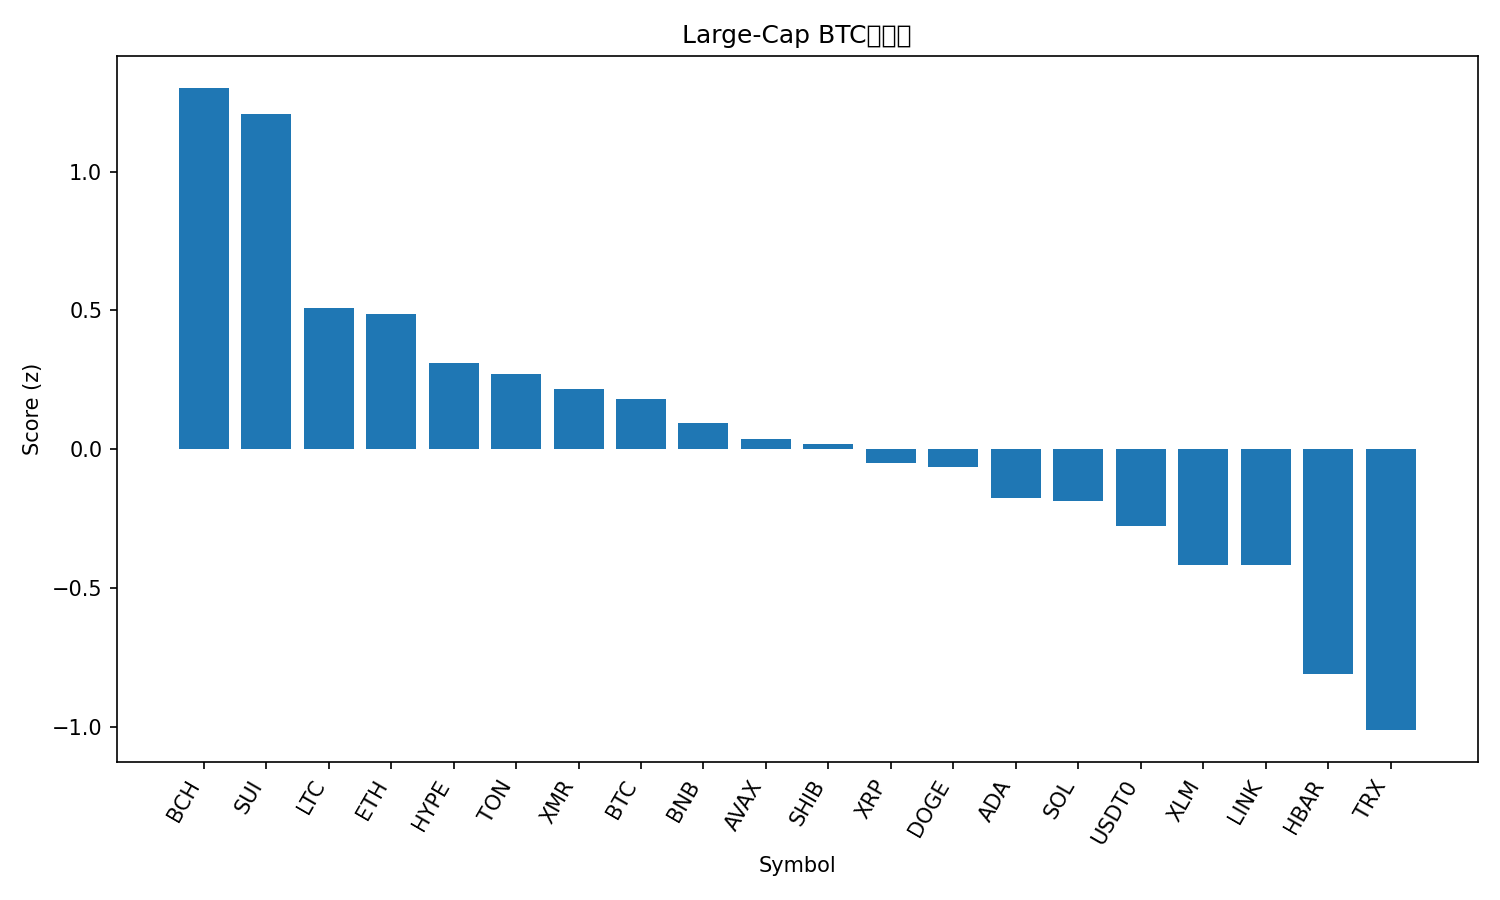 Large-Cap BTC
Score (z)
1.0
0.5
0.0
−0.5
−1.0
BCH
SUI
LTC
ETH
HYPE
TON
XMR
BTC
BNB
AVAX
SHIB
XRP
DOGE
ADA
SOL
USDT0
XLM
LINK
HBAR
TRX
Symbol